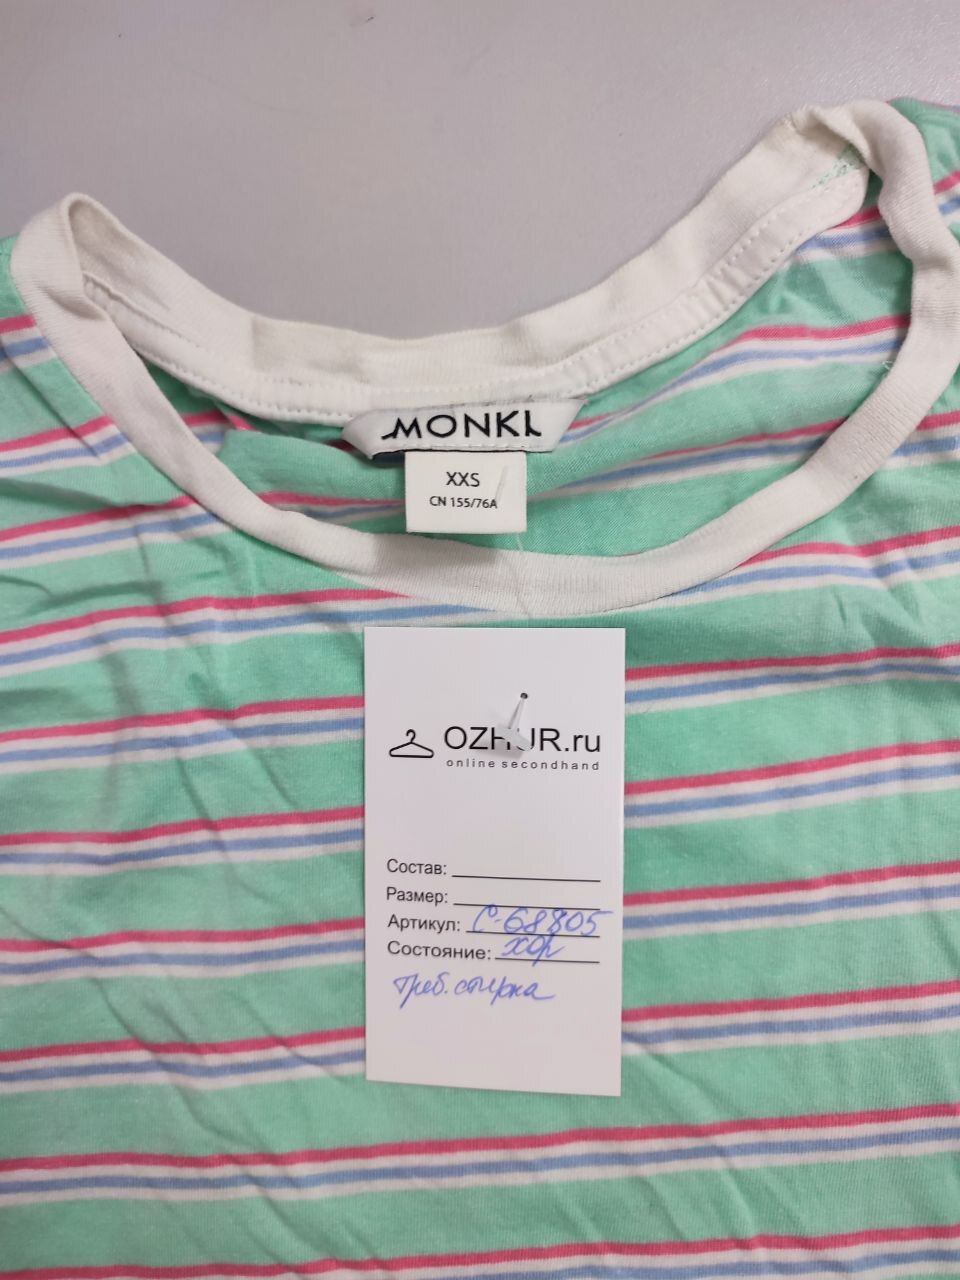 MONKI
XXS
CN 155/76A
OZHUR.ru
online secondhand
Состав:
Размер:
Артикул: С-68805
Состояние: хор
треб. стирка